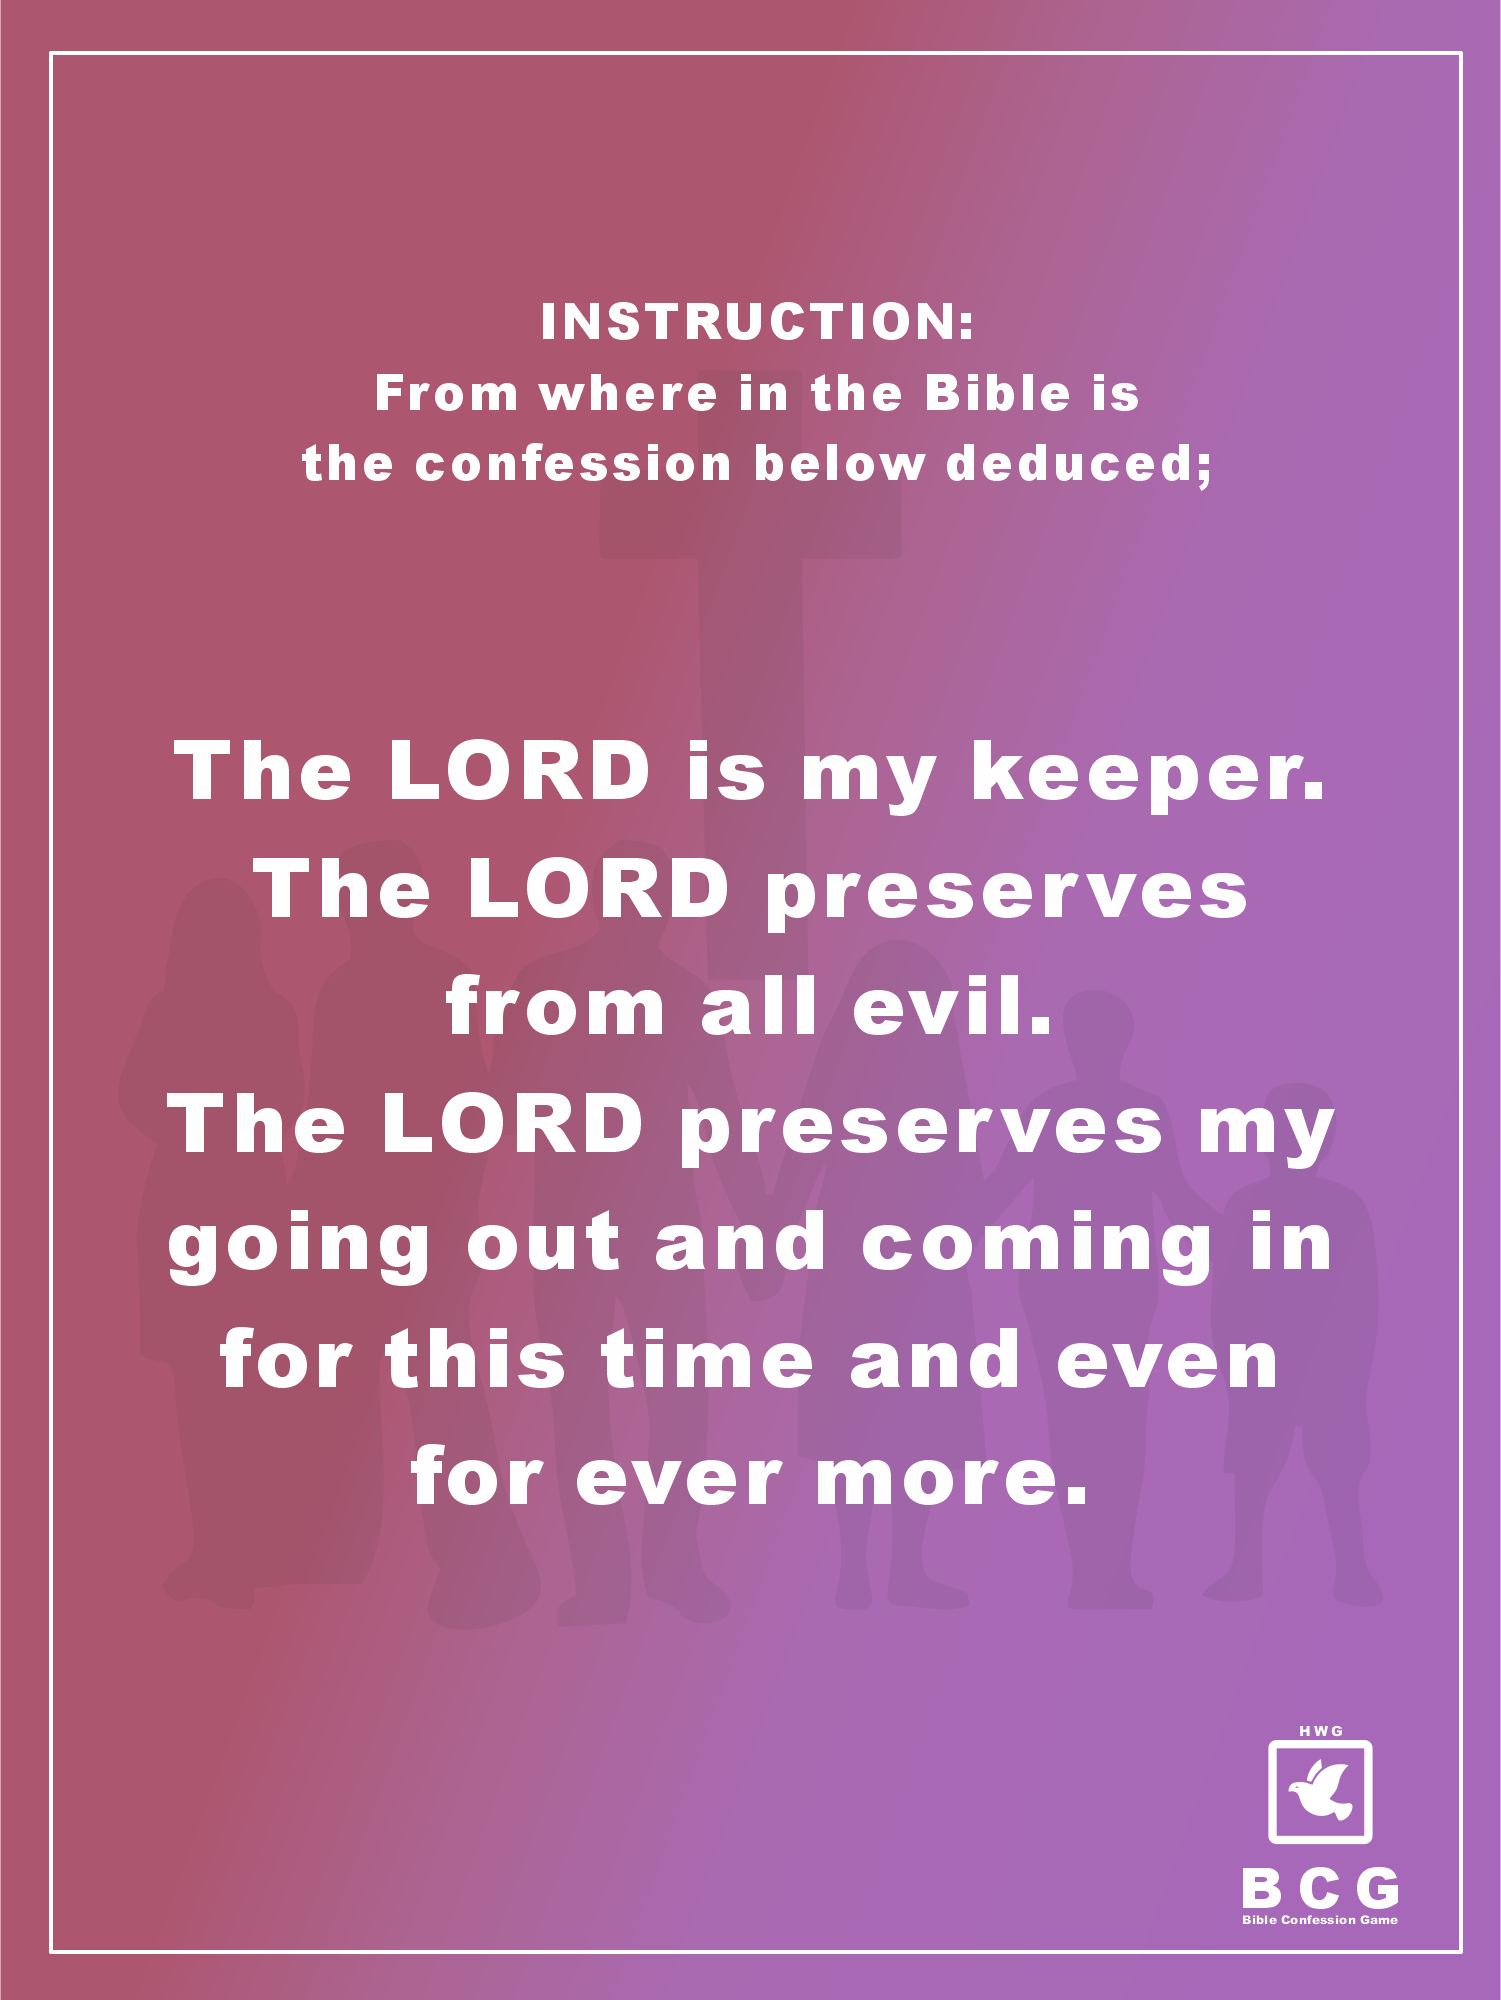 INSTRUCTION:
From where in the Bible is
the confession below deduced;
The LORD is my keeper.
The LORD preserves
from all evil.
The LORD preserves my
going out and coming in
for this time and even
for ever more.
HWG
BCG
Bible Confession Game